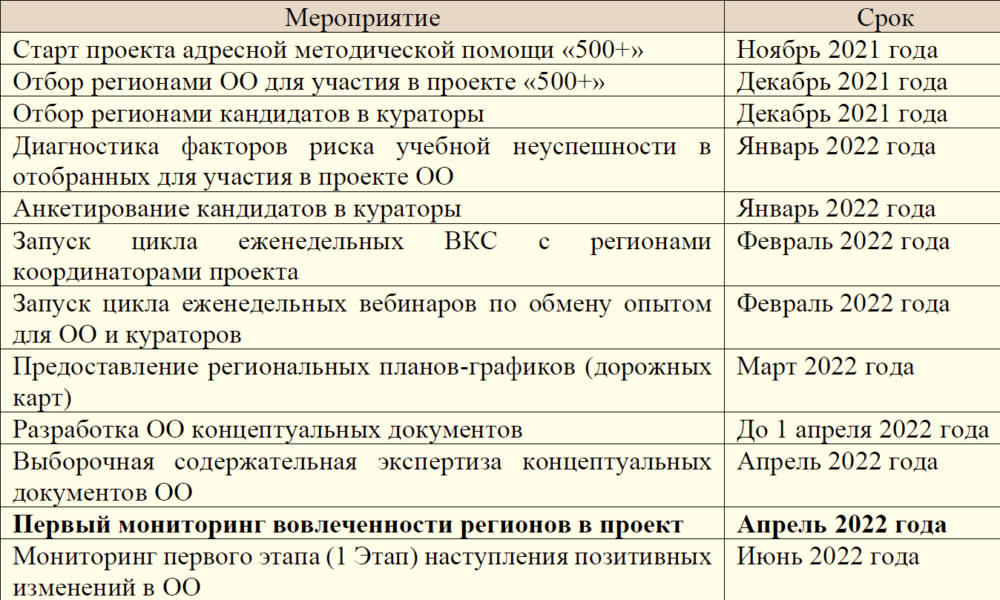 Мероприятие Срок
Старт проекта адресной методической помощи «500+» Ноябрь 2021 года
Отбор регионами ОО для участия в проекте «500+» Декабрь 2021 года
Отбор регионами кандидатов в кураторы Декабрь 2021 года
Диагностика факторов риска учебной неуспешности в Январь 2022 года
отобранных для участия в проекте ОО
Анкетирование кандидатов в кураторы Январь 2022 года
Запуск цикла еженедельных ВКС с регионами Февраль 2022 года
координаторами проекта
Запуск цикла еженедельных вебинаров по обмену опытом Февраль 2022 года
для ОО и кураторов
Предоставление региональных планов-графиков (дорожных Март 2022 года
карт)
Разработка ОО концептуальных документов До 1 апреля 2022 года
Выборочная содержательная экспертиза концептуальных Апрель 2022 года
документов ОО
Первый мониторинг вовлеченности регионов в проект Апрель 2022 года
Мониторинг первого этапа (1 Этап) наступления позитивных Июнь 2022 года
изменений в ОО